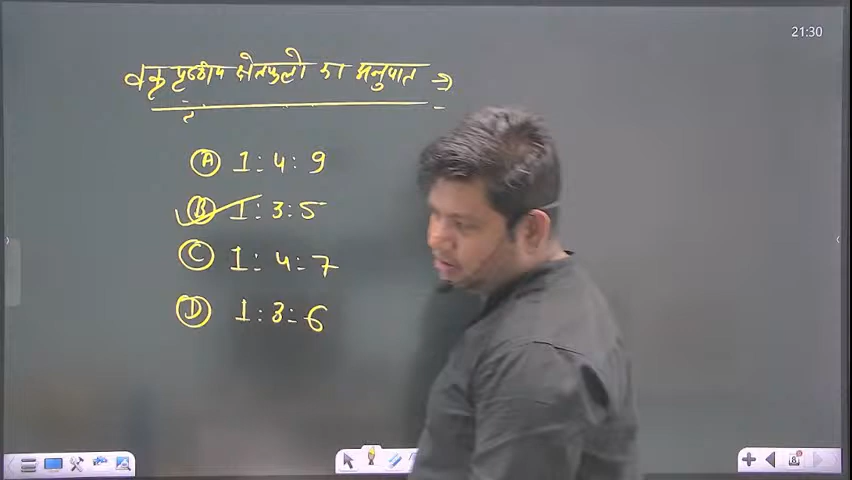 21:30
वक्र पृष्ठीय क्षेत्रफलो का अनुपात →
(A) 1 : 4 : 9
(B) 1 : 3 : 5
(C) 1 : 4 : 7
(D) 1 : 3 : 6